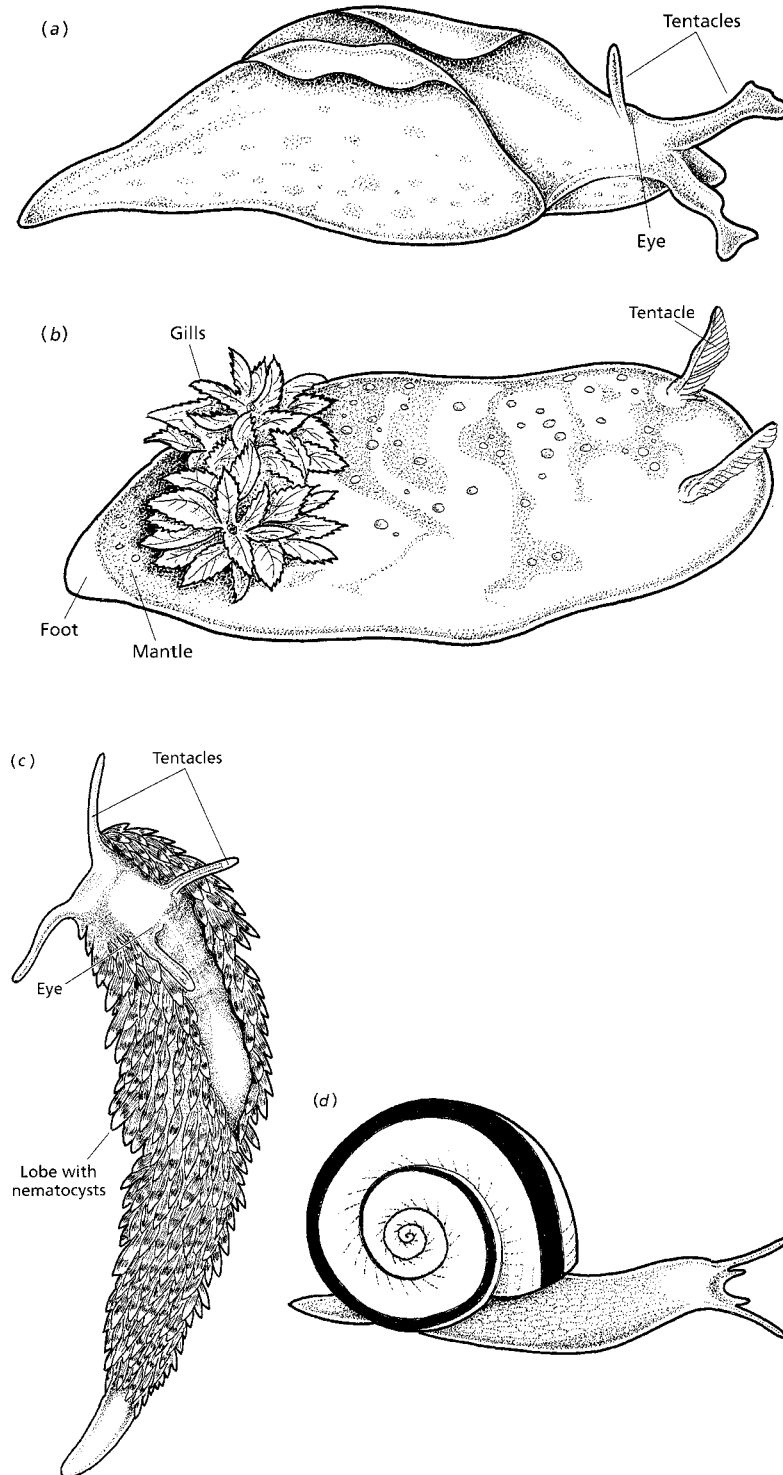 (a)
Tentacles
Eye
(b)
Gills
Tentacle
Foot
Mantle
(c)
Tentacles
Eye
Lobe with
nematocysts
(d)